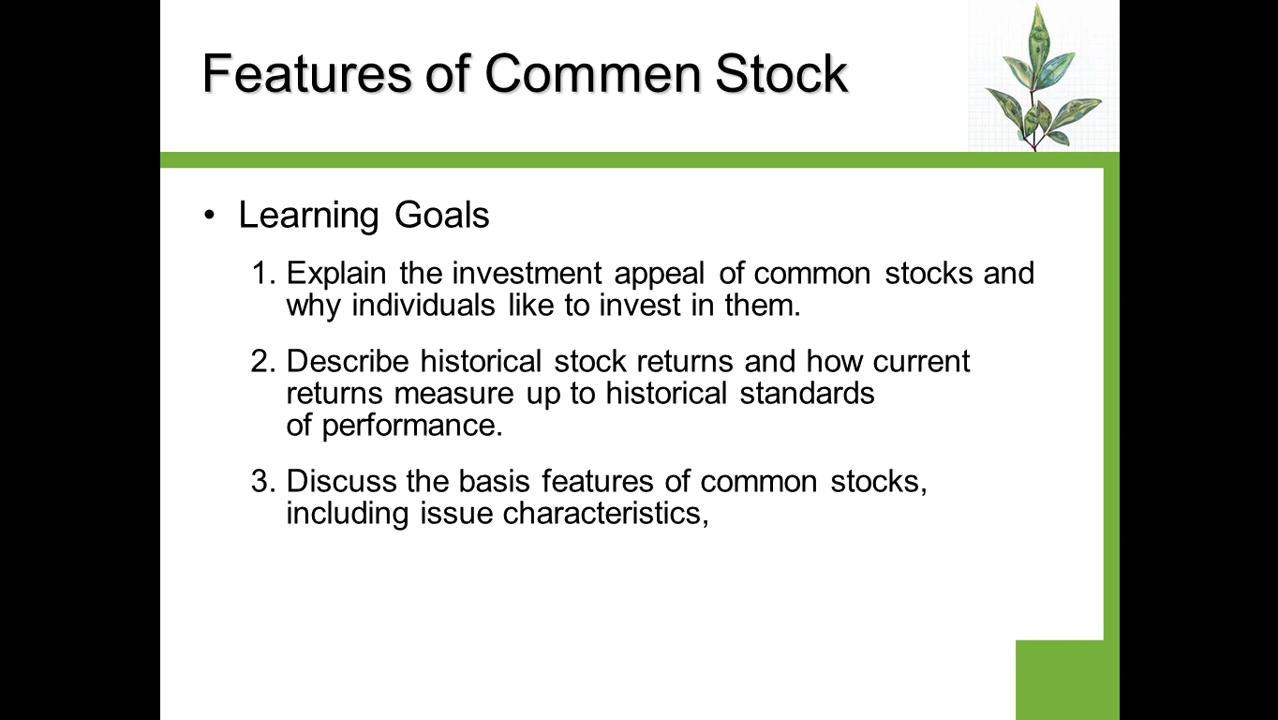 Features of Commen Stock
• Learning Goals
1. Explain the investment appeal of common stocks and
why individuals like to invest in them.
2. Describe historical stock returns and how current
returns measure up to historical standards
of performance.
3. Discuss the basis features of common stocks,
including issue characteristics,